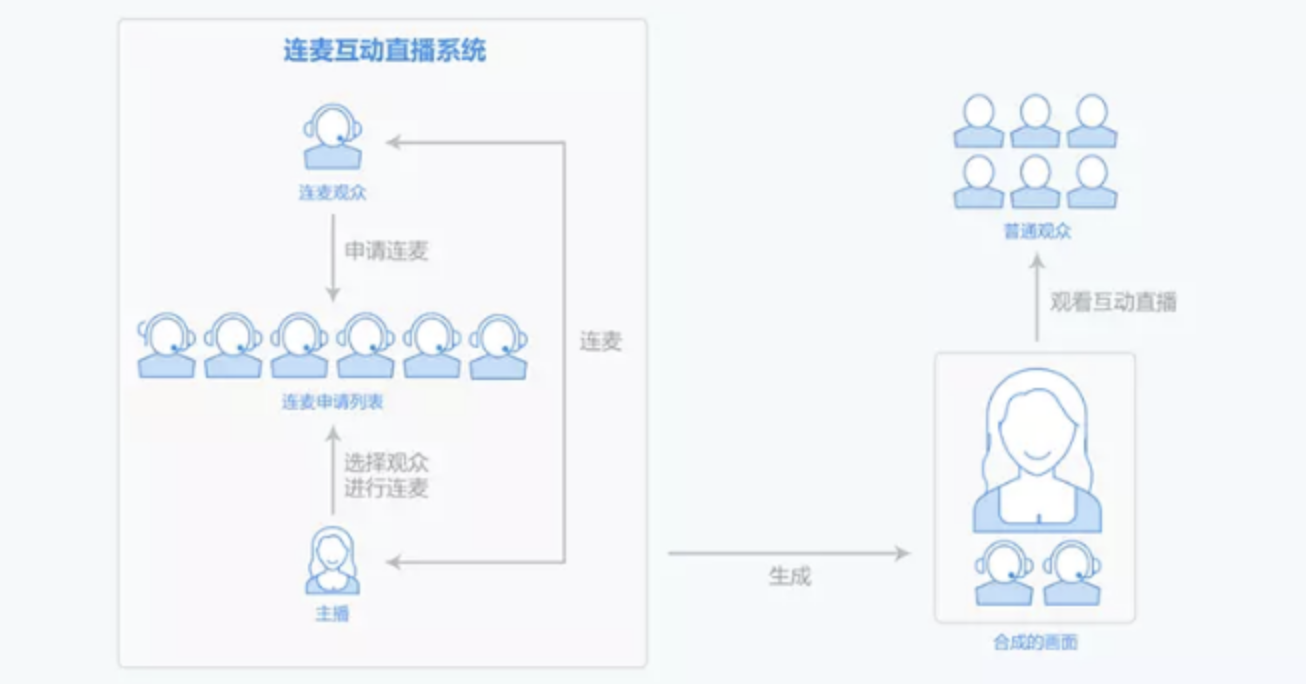 连麦互动直播系统
连麦观众
申请连麦
连麦申请列表
选择观众
进行连麦
主播
连麦
生成
普通观众
观看互动直播
合成的画面